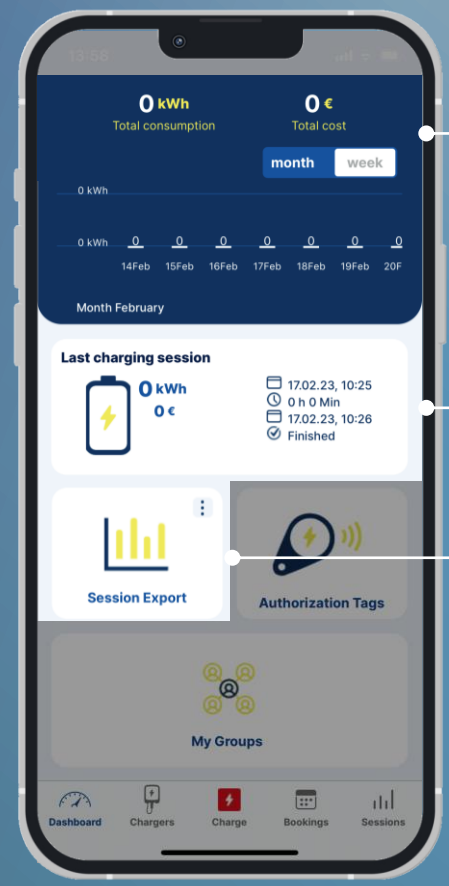 13:56
0 kWh
0 €
Total consumption
Total cost
month
week
0 kWh
0 kWh
0 0 0 0 0 0 0
14Feb 15Feb 16Feb 17Feb 18Feb 19Feb 20F
Month February
Last charging session
0 kWh
0 €
17.02.23, 10:25
0 h 0 Min
17.02.23, 10:26
Finished
Session Export
Authorization Tags
My Groups
Dashboard
Chargers
Charge
Bookings
Sessions